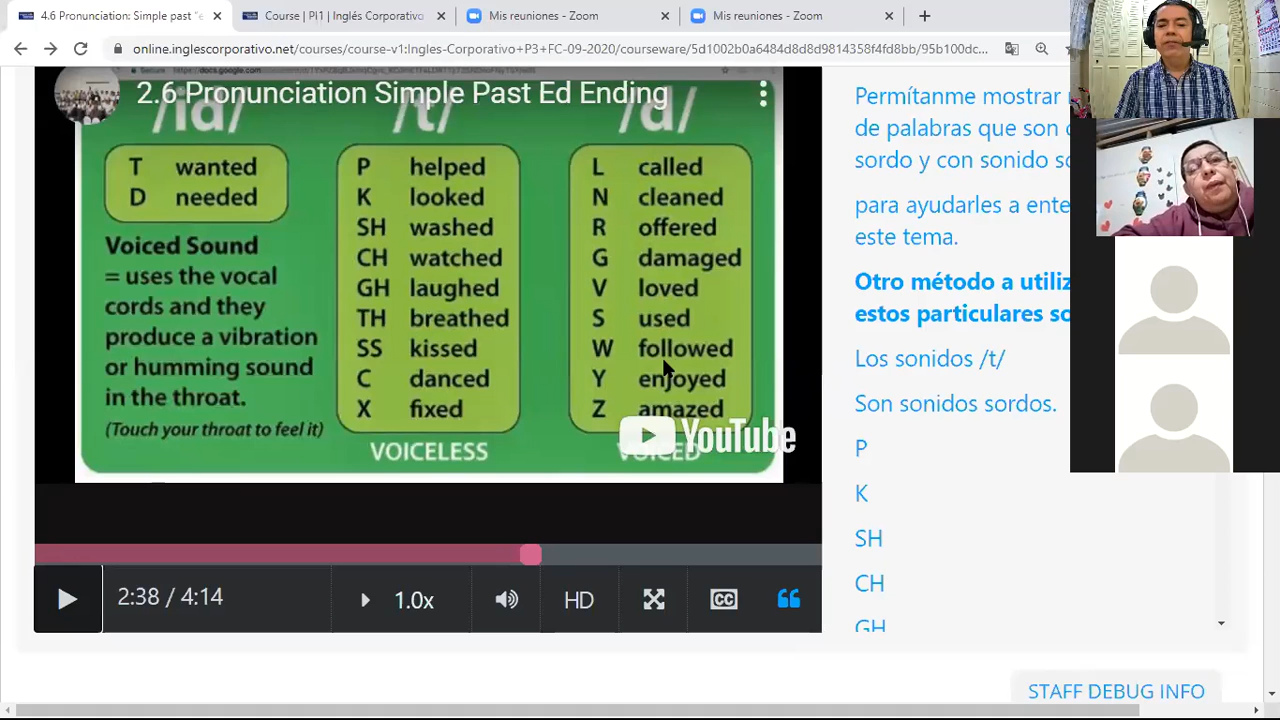 4.6 Pronunciation: Simple past "e
Course | PI1 | Inglés Corporativo
Mis reuniones - Zoom
Mis reuniones - Zoom
online.inglescorporativo.net/courses/course-v1:Ingles-Corporativo+P3+FC-09-2020/courseware/5d1002b0a6484d8d8d9814358f4fd8bb/95b100dc...
2.6 Pronunciation Simple Past Ed Ending
/Id/ /t/ /d/
T wanted
D needed
Voiced Sound
= uses the vocal
cords and they
produce a vibration
or humming sound
in the throat.
(Touch your throat to feel it)
P helped
K looked
SH washed
CH watched
GH laughed
TH breathed
SS kissed
C danced
X fixed
VOICELESS
L called
N cleaned
R offered
G damaged
V loved
S used
W followed
Y enjoyed
Z amazed
VOICED
YouTube
2:38 / 4:14
1.0x
HD
CC
Permítanme mostrar
de palabras que son
sordo y con sonido so
para ayudarles a ente
este tema.
Otro método a utiliz
estos particulares so
Los sonidos /t/
Son sonidos sordos.
P
K
SH
CH
GH
STAFF DEBUG INFO